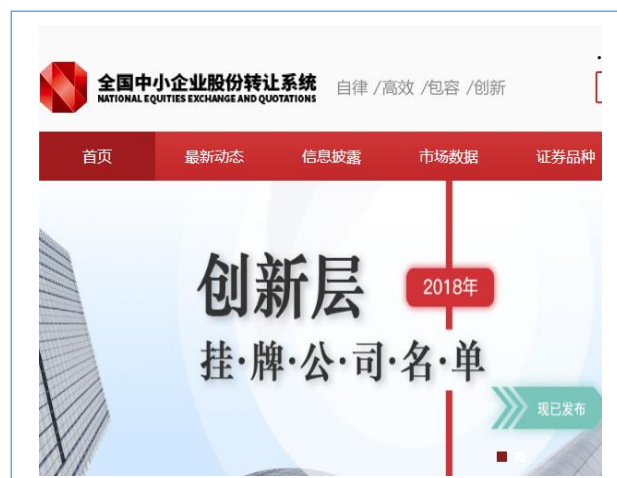 全国中小企业股份转让系统
NATIONAL EQUITIES EXCHANGE AND QUOTATIONS
自律 /高效 /包容 /创新
首页 最新动态 信息披露 市场数据 证券品种
创新层
2018年
挂·牌·公·司·名·单
现已发布